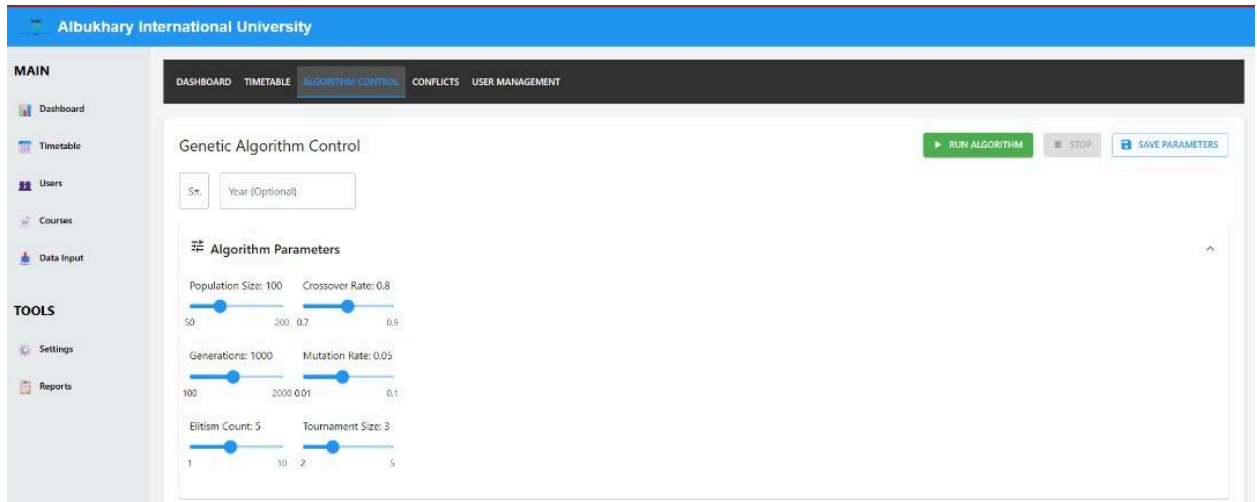 Albukhary International University
MAIN
Dashboard
Timetable
Users
Courses
Data Input
TOOLS
Settings
Reports
DASHBOARD TIMETABLE ALGORITHM CONTROL CONFLICTS USER MANAGEMENT
Genetic Algorithm Control
RUN ALGORITHM STOP SAVE PARAMETERS
S... Year (Optional)
Algorithm Parameters
Population Size: 100 Crossover Rate: 0.8
50 200 0.7 0.9
Generations: 1000 Mutation Rate: 0.05
100 2000 0.01 0.1
Elitism Count: 5 Tournament Size: 3
1 10 2 5